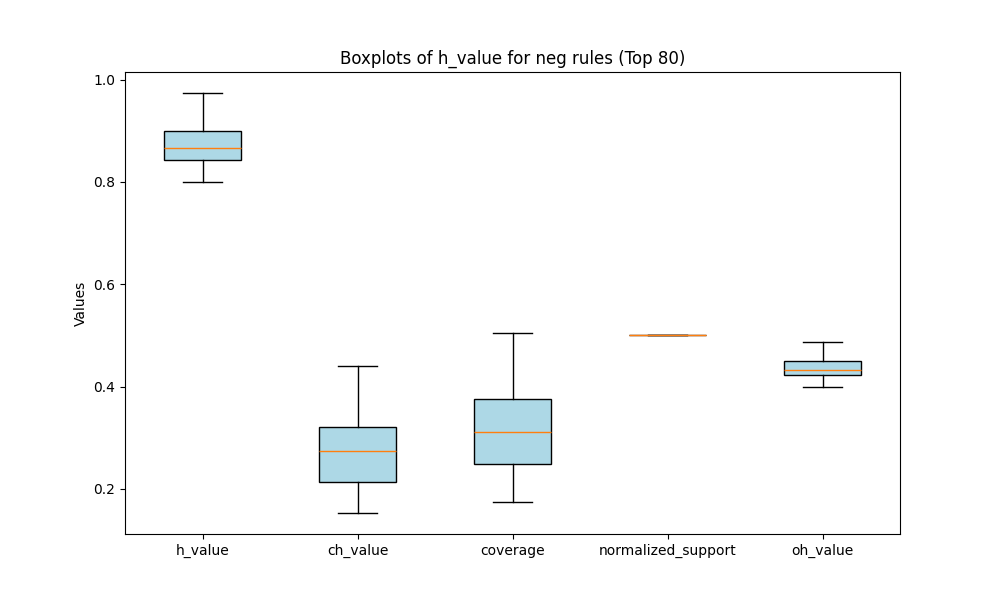 Boxplots of h_value for neg rules (Top 80)
1.0
0.8
0.6
0.4
0.2
Values
h_value
ch_value
coverage
normalized_support
oh_value